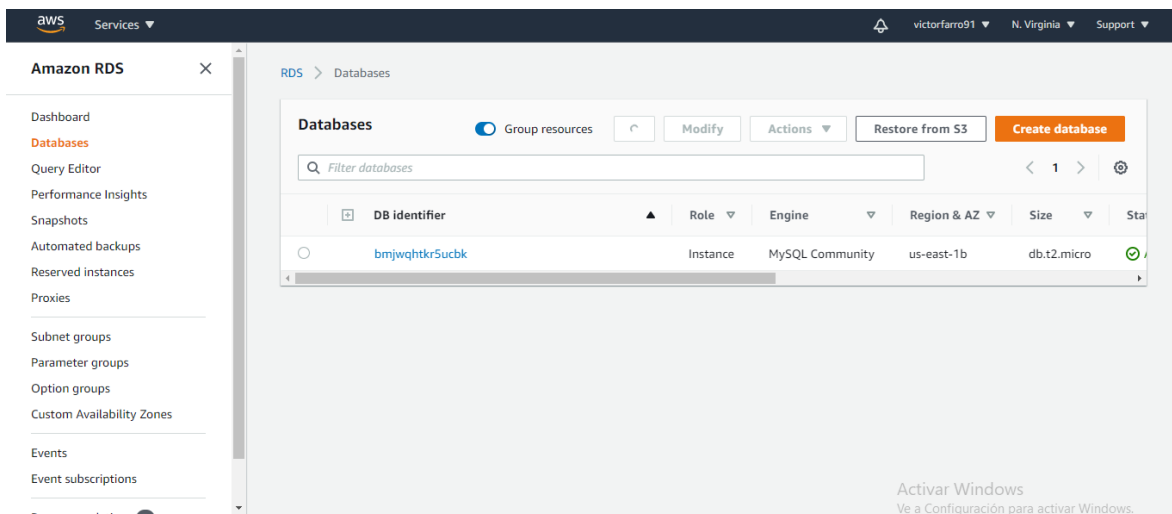 aws
Services ▼
victorfarro91 ▼
N. Virginia ▼
Support ▼
Amazon RDS
Dashboard
Databases
Query Editor
Performance Insights
Snapshots
Automated backups
Reserved instances
Proxies
Subnet groups
Parameter groups
Option groups
Custom Availability Zones
Events
Event subscriptions
RDS > Databases
Databases
Group resources
Modify
Actions ▼
Restore from S3
Create database
Filter databases
< 1 >
DB identifier ▲ Role Engine Region & AZ Size
bmjwqhtkr5ucbk Instance MySQL Community us-east-1b db.t2.micro
Activar Windows
Ve a Configuración para activar Windows.